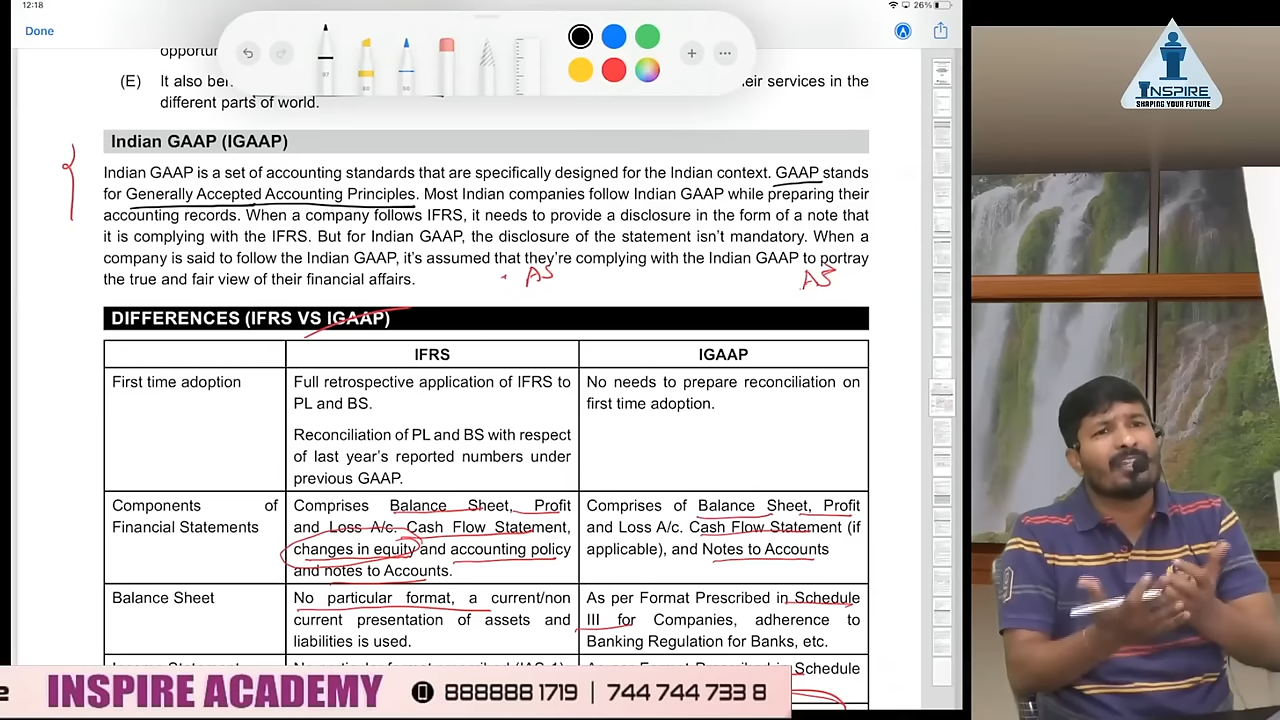 12:18
26%
Done
opportun
(E) It also be
eir services in the
different parts of world.
Indian GAAP (IGAAP)
Indian GAAP is a set of accounting standards that are specifically designed for the Indian context. GAAP stands
for Generally Accepted Accounting Principles. Most Indian companies follow Indian GAAP while preparing their
accounting records. When a company follows IFRS, it needs to provide a disclosure in the form of a note that
it is complying with the IFRS. But for Indian GAAP, the disclosure of the statement isn't mandatory. When a
company is said to follow the Indian GAAP, it's assumed that they're complying with the Indian GAAP to portray
the true and fair view of their financial affairs.
AS
AS
DIFFERENCES (IFRS VS IGAAP)
IFRS
IGAAP
First time adoption
Full retrospective application of IFRS to
PL and BS.
Reconciliation of PL and BS with respect
of last year's reported numbers under
previous GAAP.
No needs to prepare reconciliation on
first time adoption.
Components of
Financial Statements
Comprises Balance Sheet, Profit
and Loss A/c, Cash Flow Statement,
changes in equity and accounting policy
and notes to Accounts.
Comprises of Balance Sheet, Profit
and Loss A/c, Cash Flow Statement (if
applicable), and Notes to Accounts
Balance Sheet
No particular format, a current/non
current presentation of assets and
liabilities is used.
As per Format Prescribed in Schedule
III for Companies, adherence to
Banking Regulation for Banks, etc.
Schedule
INSPIRE ACADEMY 888888 1719 | 744 744 733 8
INSPIRE
SHAPING YOUR FUTURE